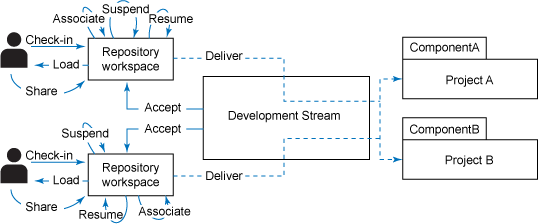 Suspend
Associate
Resume
Check-in
Repository
workspace
Load
Share
Deliver
Accept
Development Stream
ComponentA
Project A
Accept
ComponentB
Project B
Suspend
Check-in
Repository
workspace
Load
Share
Deliver
Resume
Associate